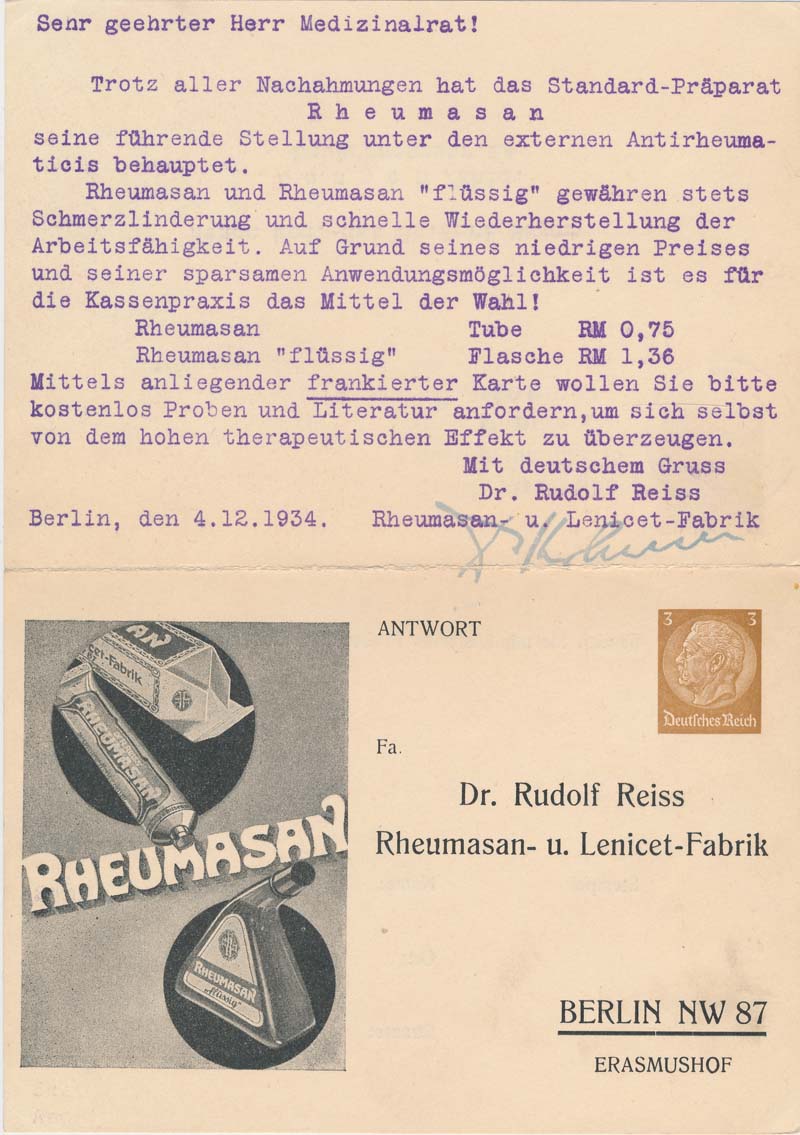 Sehr geehrter Herr Medizinalrat!
Trotz aller Nachahmungen hat das Standard-Präparat
Rheumasan
seine führende Stellung unter den externen Antirheuma-
ticis behauptet.
Rheumasan und Rheumasan "flüssig" gewähren stets
Schmerzlinderung und schnelle Wiederherstellung der
Arbeitsfähigkeit. Auf Grund seines niedrigen Preises
und seiner sparsamen Anwendungsmöglichkeit ist es für
die Kassenpraxis das Mittel der Wahl!
Rheumasan Tube RM 0,75
Rheumasan "flüssig" Flasche RM 1,36
Mittels anliegender frankierter Karte wollen Sie bitte
kostenlos Proben und Literatur anfordern,um sich selbst
von dem hohen therapeutischen Effekt zu überzeugen.
Mit deutschem Gruss
Dr. Rudolf Reiss
Berlin, den 4.12.1934. Rheumasan- u. Lenicet-Fabrik
ANTWORT
3 3
Deutsches Reich
Fa.
Dr. Rudolf Reiss
Rheumasan- u. Lenicet-Fabrik
BERLIN NW 87
ERASMUSHOF
AN
cet-Fabrik
RHEUMASAN
RHEUMASAN
RHEUMASAN
"flüssig"